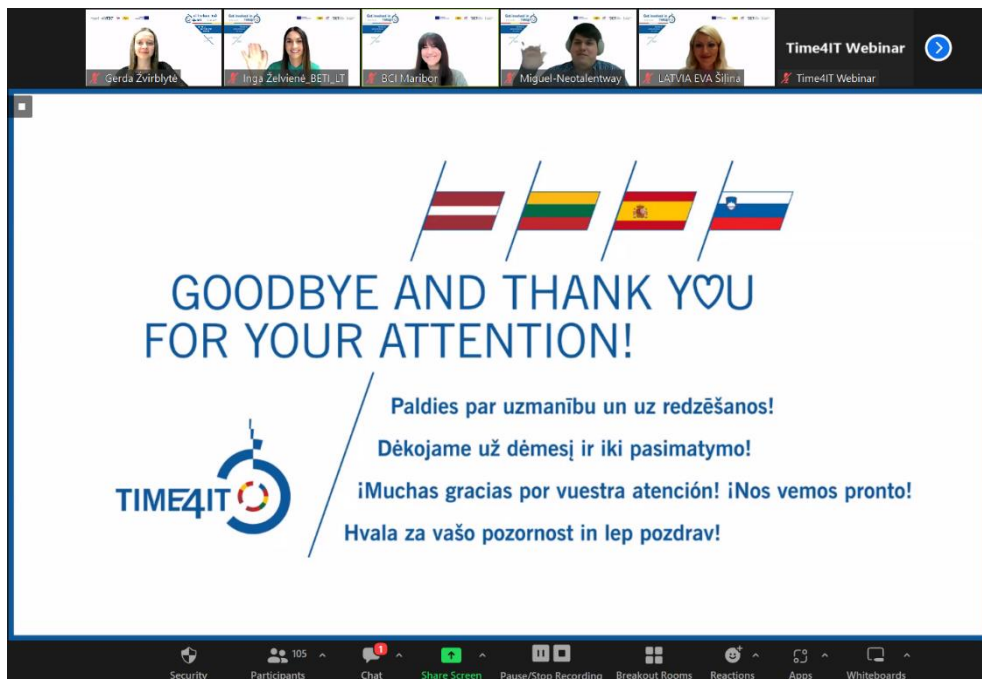 Gerda Žvirblytė
Inga Želvienė_BETI_LT
BCI Maribor
Miguel-Neotalentway
LATVIA EVA Šiliņa
Time4IT Webinar
Time4IT Webinar
GOODBYE AND THANK YOU
FOR YOUR ATTENTION!
Paldies par uzmanību un uz redzēšanos!
Dėkojame už dėmesį ir iki pasimatymo!
¡Muchas gracias por vuestra atención! ¡Nos vemos pronto!
Hvala za vašo pozornost in lep pozdrav!
TIME4IT
Security
105
Participants
1
Chat
Share Screen
Pause/Stop Recording
Breakout Rooms
Reactions
Apps
Whiteboards